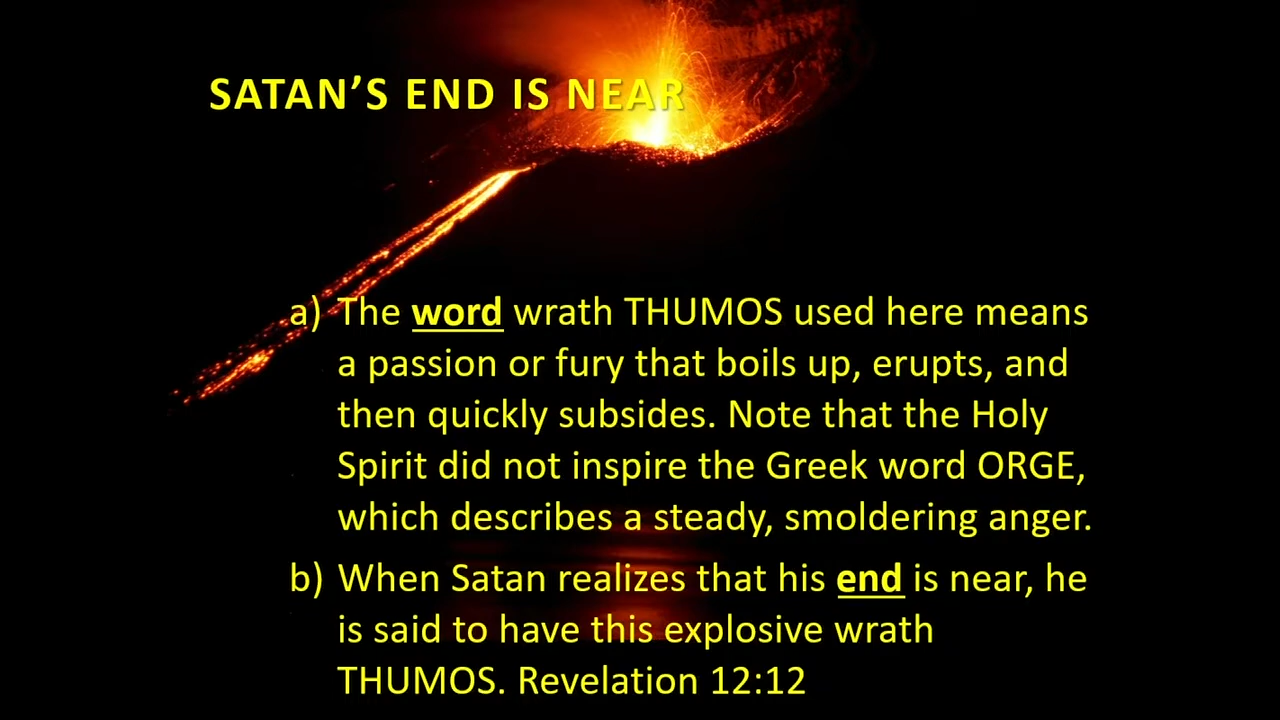 SATAN’S END IS NEAR
a) The word wrath THUMOS used here means
a passion or fury that boils up, erupts, and
then quickly subsides. Note that the Holy
Spirit did not inspire the Greek word ORGE,
which describes a steady, smoldering anger.
b) When Satan realizes that his end is near, he
is said to have this explosive wrath
THUMOS. Revelation 12:12